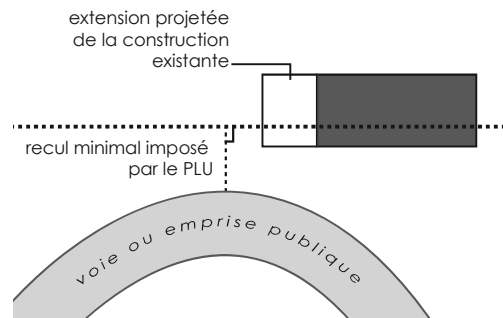 extension projetée
de la construction
existante
recul minimal imposé
par le PLU
voie ou emprise publique